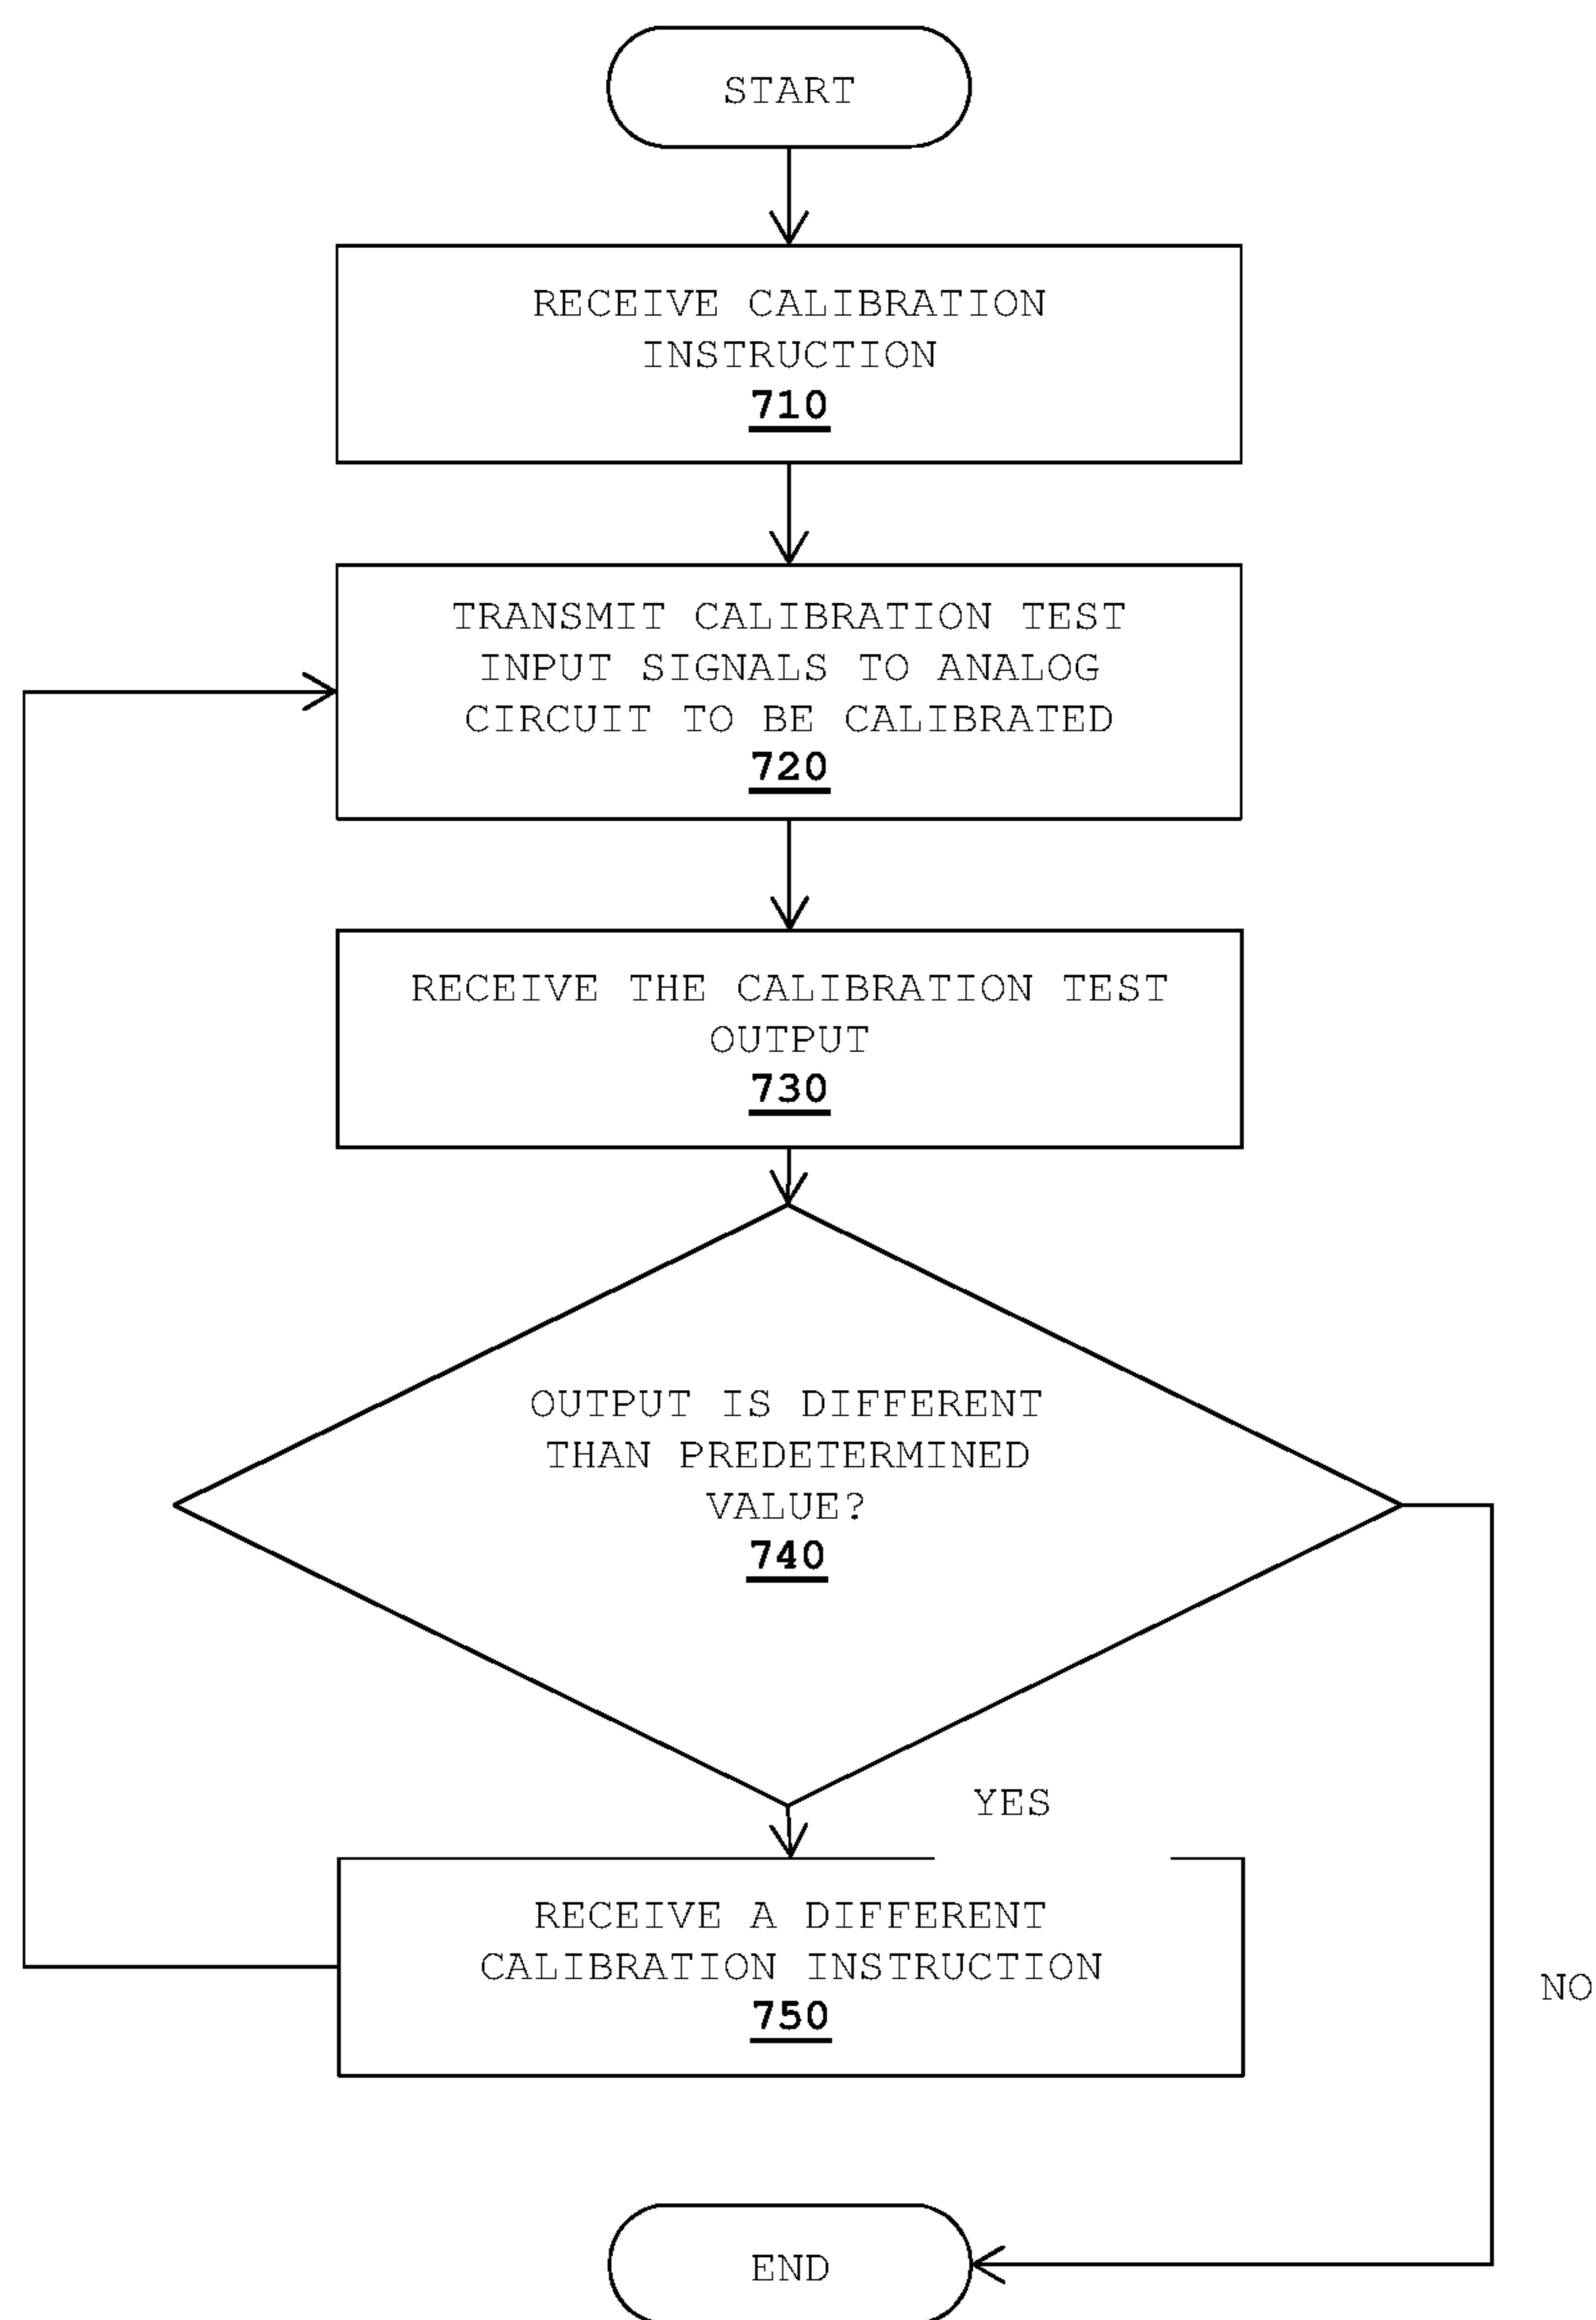 START
RECEIVE CALIBRATION
INSTRUCTION
710
TRANSMIT CALIBRATION TEST
INPUT SIGNALS TO ANALOG
CIRCUIT TO BE CALIBRATED
720
RECEIVE THE CALIBRATION TEST
OUTPUT
730
OUTPUT IS DIFFERENT
THAN PREDETERMINED
VALUE?
740
YES
RECEIVE A DIFFERENT
CALIBRATION INSTRUCTION
750
NO
END